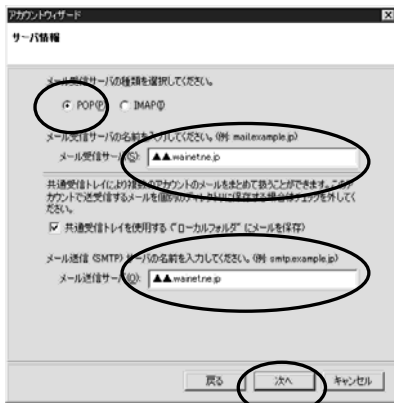 アカウントウィザード
サーバ情報
メール受信サーバの種類を選択してください。
POP(P) IMAP(I)
メール受信サーバの名前を入力してください。(例: mail.example.jp)
メール受信サーバ(S): ▲▲.wainet.ne.jp
共通受信トレイにより複数のアカウントのメールをまとめて扱うことができます。このア
カウントで送受信するメールを個別のディレクトリに保存する場合はチェックを外してく
ださい。
共通受信トレイを使用する ("ローカルフォルダ" にメールを保存)
メール送信 (SMTP) サーバの名前を入力してください。(例: smtp.example.jp)
メール送信サーバ(O): ▲▲.wainet.ne.jp
戻る 次へ キャンセル